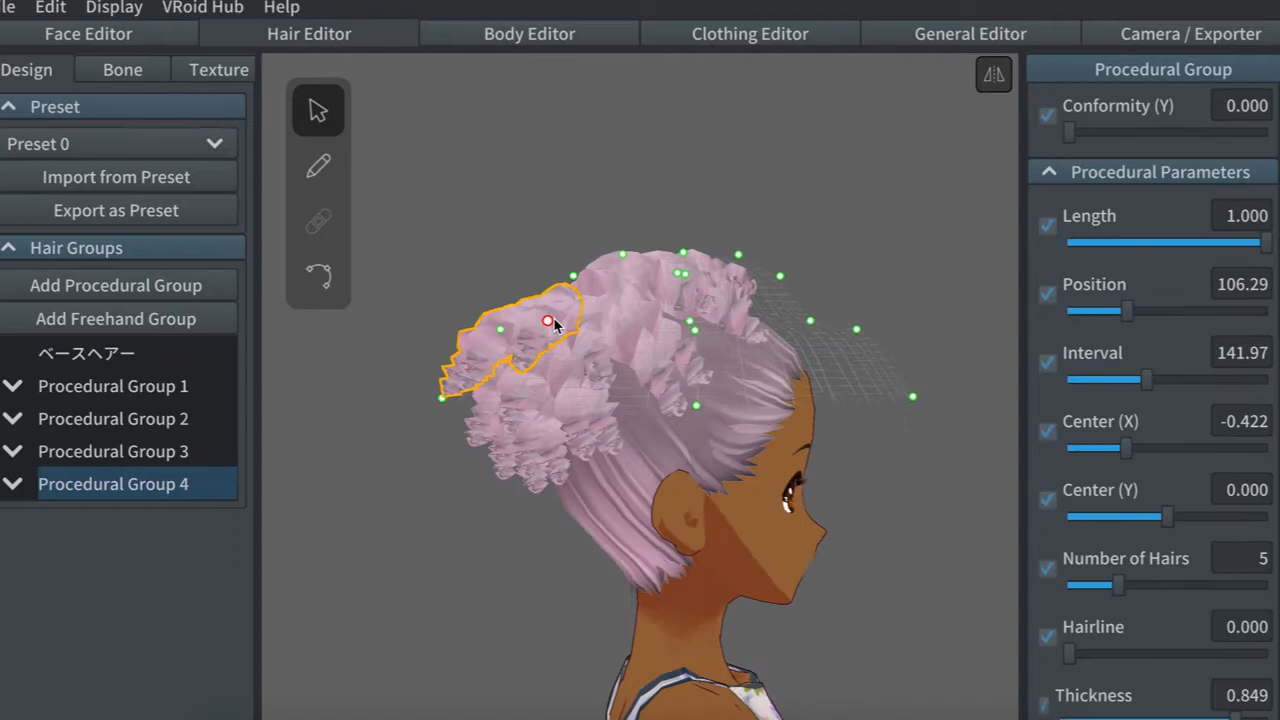 le Edit Display VRoid Hub Help
Face Editor Hair Editor Body Editor Clothing Editor General Editor Camera / Exporter
Design Bone Texture
Preset
Preset 0
Import from Preset
Export as Preset
Hair Groups
Add Procedural Group
Add Freehand Group
ベースヘアー
Procedural Group 1
Procedural Group 2
Procedural Group 3
Procedural Group 4
Procedural Group
Conformity (Y) 0.000
Procedural Parameters
Length 1.000
Position 106.29
Interval 141.97
Center (X) -0.422
Center (Y) 0.000
Number of Hairs 5
Hairline 0.000
Thickness 0.849